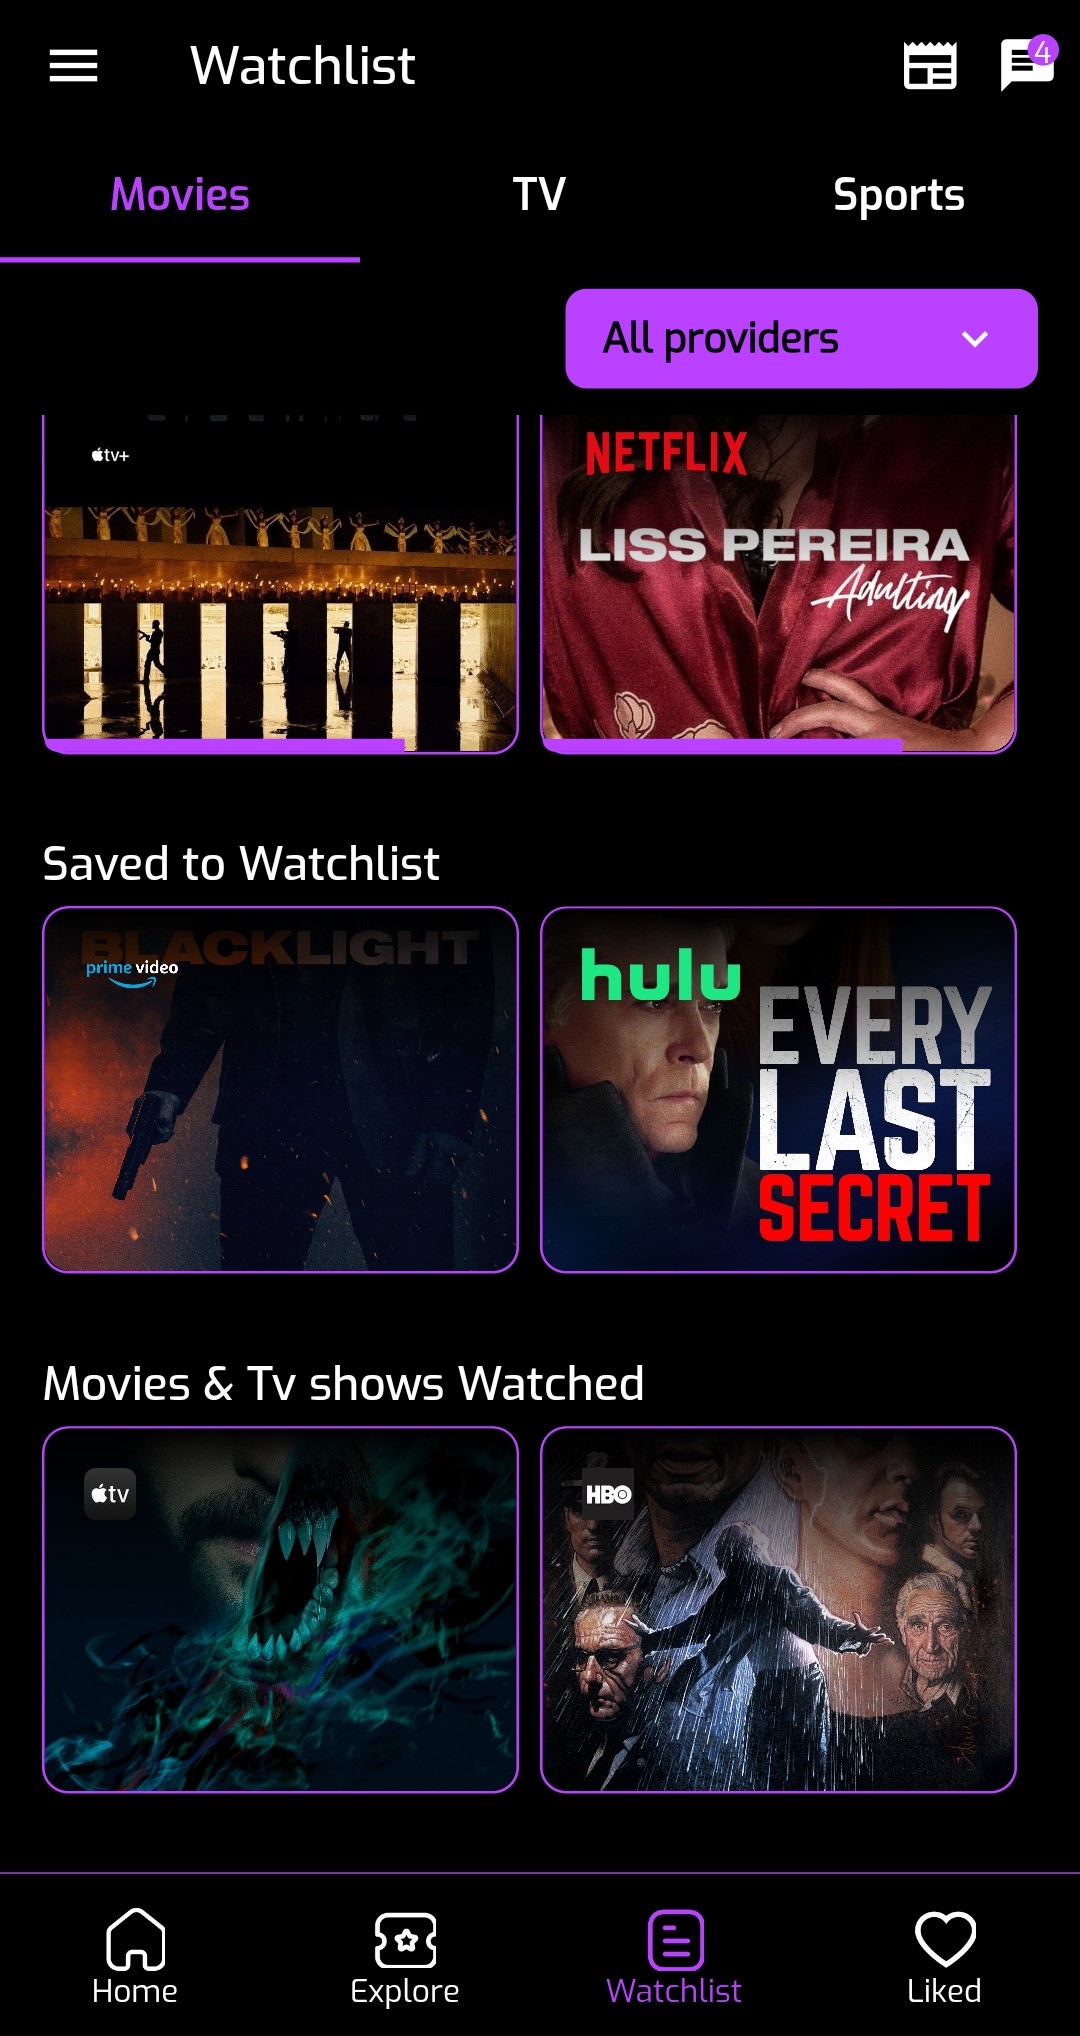 Watchlist
4
Movies
TV
Sports
All providers
tv+
NETFLIX
LISS PEREIRA
Adulting
Saved to Watchlist
BLACKLIGHT
prime video
hulu
EVERY
LAST
SECRET
Movies & Tv shows Watched
tv
HBO
Home
Explore
Watchlist
Liked